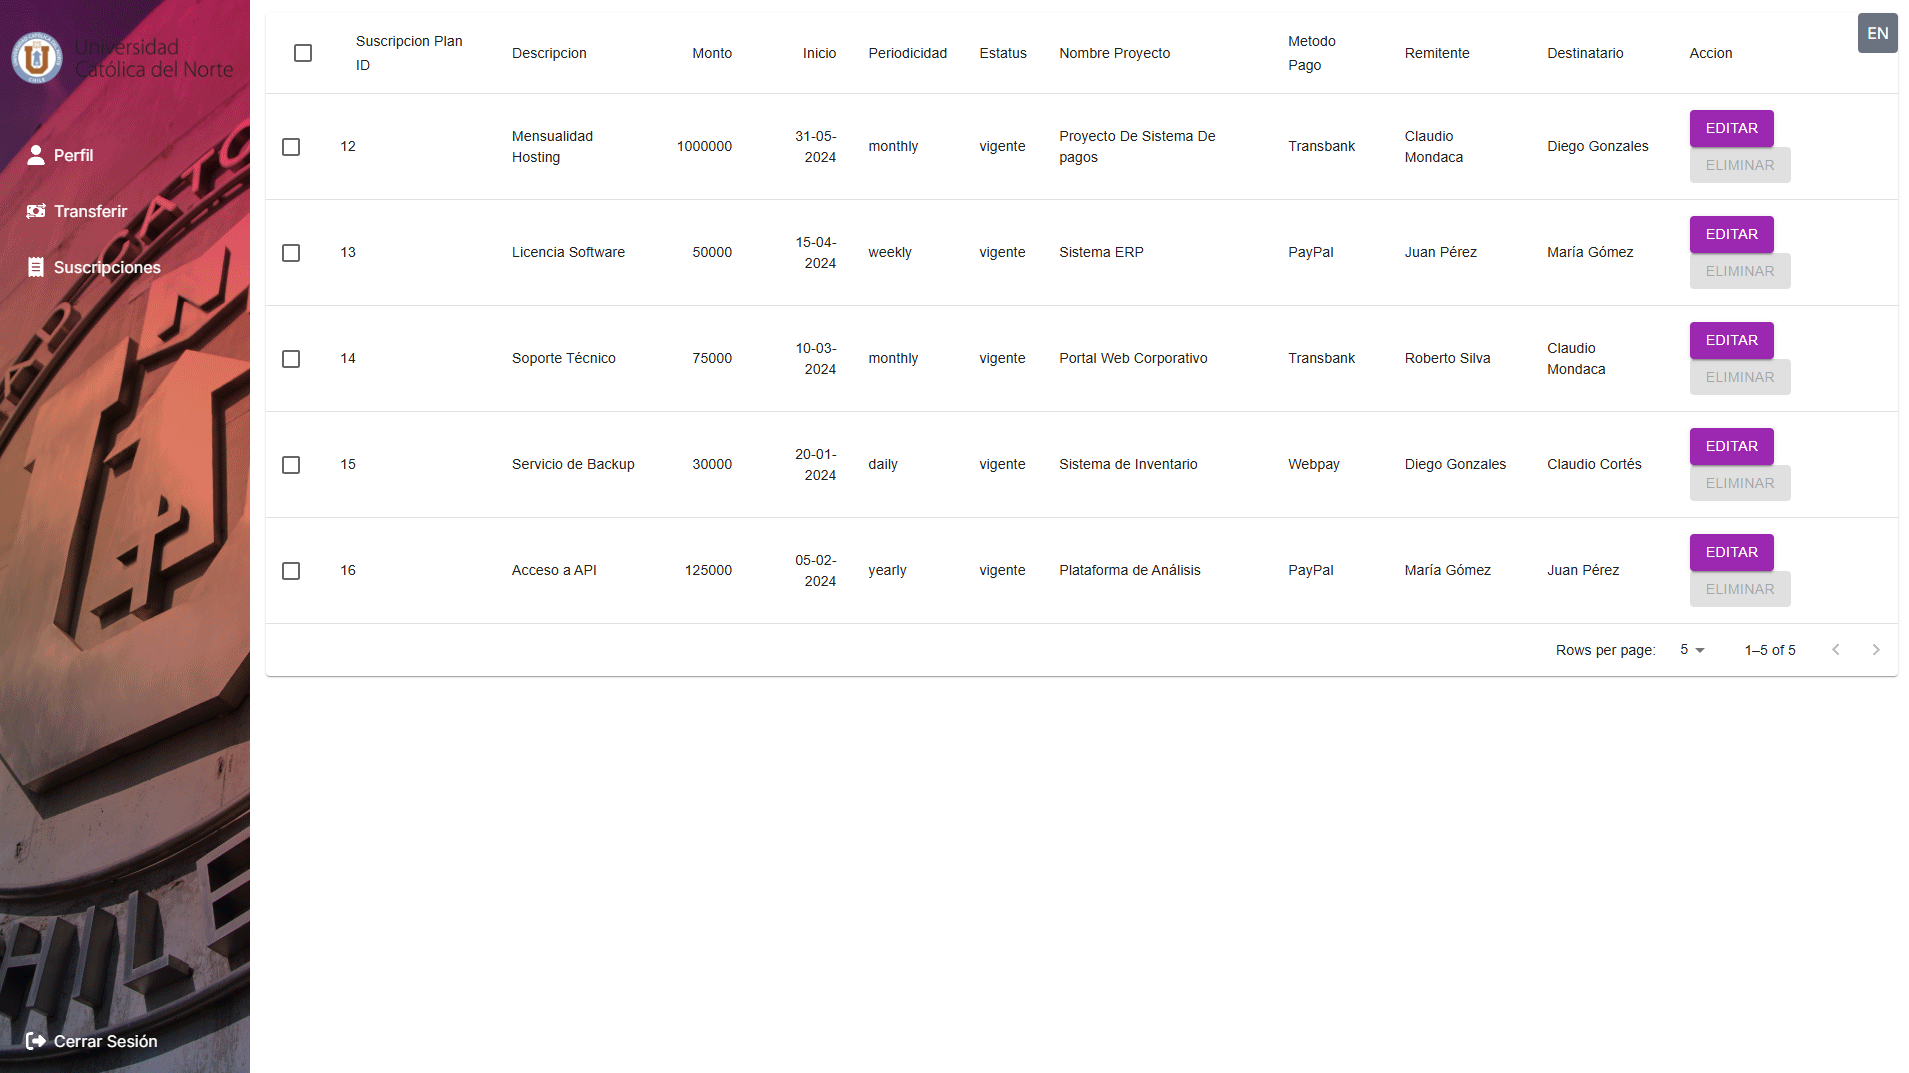 Universidad
Católica del Norte
Perfil
Transferir
Suscripciones
Cerrar Sesión
EN
Suscripcion Plan
ID
Descripcion
Monto
Inicio
Periodicidad
Estatus
Nombre Proyecto
Metodo
Pago
Remitente
Destinatario
Accion
12
Mensualidad
Hosting
1000000
31-05-
2024
monthly
vigente
Proyecto De Sistema De
pagos
Transbank
Claudio
Mondaca
Diego Gonzales
EDITAR
ELIMINAR
13
Licencia Software
50000
15-04-
2024
weekly
vigente
Sistema ERP
PayPal
Juan Pérez
María Gómez
EDITAR
ELIMINAR
14
Soporte Técnico
75000
10-03-
2024
monthly
vigente
Portal Web Corporativo
Transbank
Roberto Silva
Claudio
Mondaca
EDITAR
ELIMINAR
15
Servicio de Backup
30000
20-01-
2024
daily
vigente
Sistema de Inventario
Webpay
Diego Gonzales
Claudio Cortés
EDITAR
ELIMINAR
16
Acceso a API
125000
05-02-
2024
yearly
vigente
Plataforma de Análisis
PayPal
María Gómez
Juan Pérez
EDITAR
ELIMINAR
Rows per page:
5
1–5 of 5